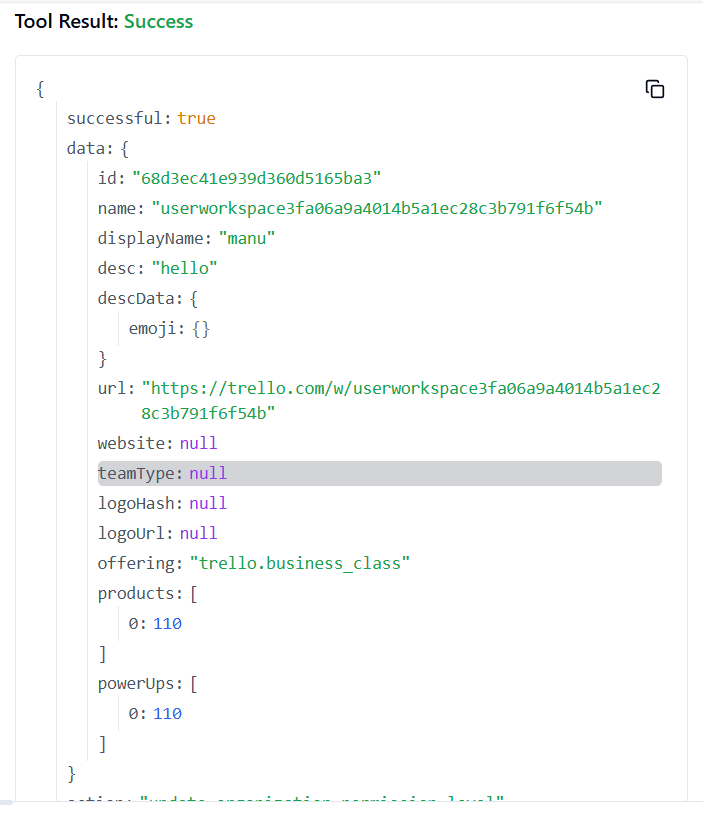 Tool Result: Success
{
successful: true
data: {
id: "68d3ec41e939d360d5165ba3"
name: "userworkspace3fa06a9a4014b5a1ec28c3b791f6f54b"
displayName: "manu"
desc: "hello"
descData: {
emoji: {}
}
url: "https://trello.com/w/userworkspace3fa06a9a4014b5a1ec2
8c3b791f6f54b"
website: null
teamType: null
logoHash: null
logoUrl: null
offering: "trello.business_class"
products: [
0: 110
]
powerUps: [
0: 110
]
}